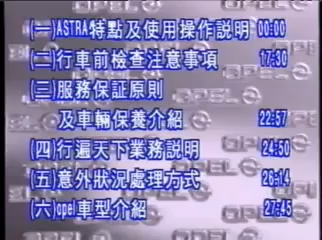 (一)ASTRA特點及使用操作説明 00:00
(二)行車前檢查注意事項 17:30
(三)服務保証原則
及車輛保養介紹 22:57
(四)行遍天下業務説明 24:50
(五)意外狀況處理方式 26:14
(六)opel車型介紹 27:45